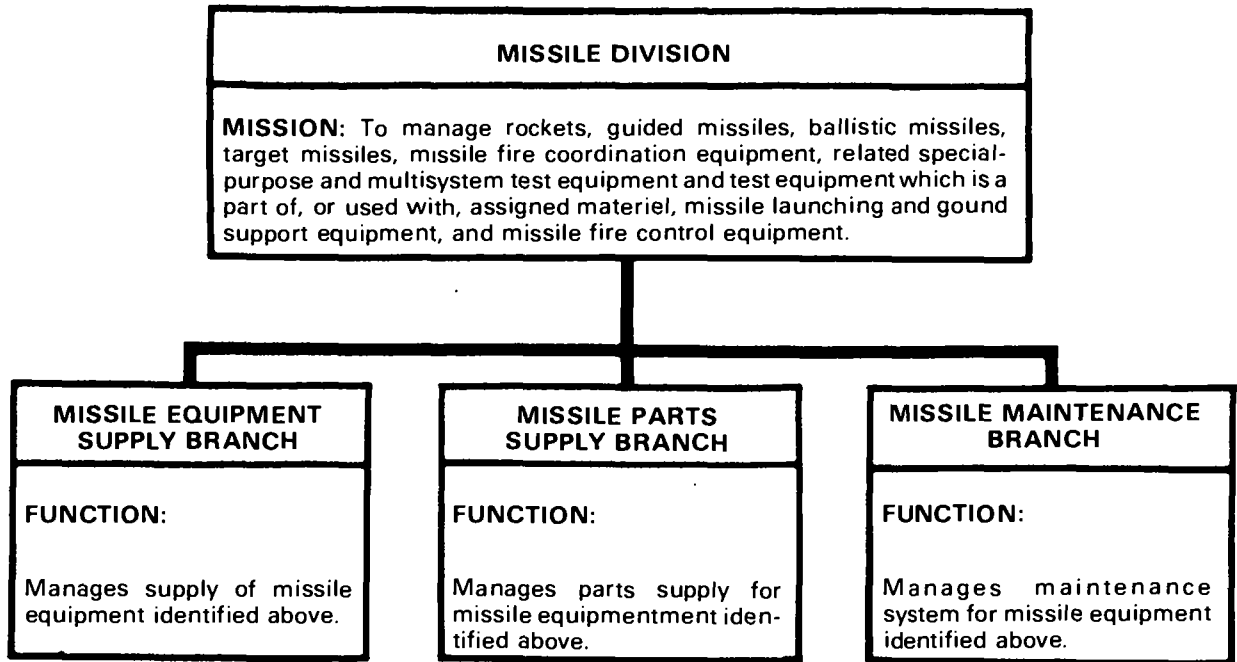 MISSILE DIVISION
MISSION: To manage rockets, guided missiles, ballistic missiles,
target missiles, missile fire coordination equipment, related special-
purpose and multisystem test equipment and test equipment which is a
part of, or used with, assigned materiel, missile launching and gound
support equipment, and missile fire control equipment.
MISSILE EQUIPMENT
SUPPLY BRANCH
FUNCTION:
Manages supply of missile
equipment identified above.
MISSILE PARTS
SUPPLY BRANCH
FUNCTION:
Manages parts supply for
missile equipmentment iden-
tified above.
MISSILE MAINTENANCE
BRANCH
FUNCTION:
Manages maintenance
system for missile equipment
identified above.